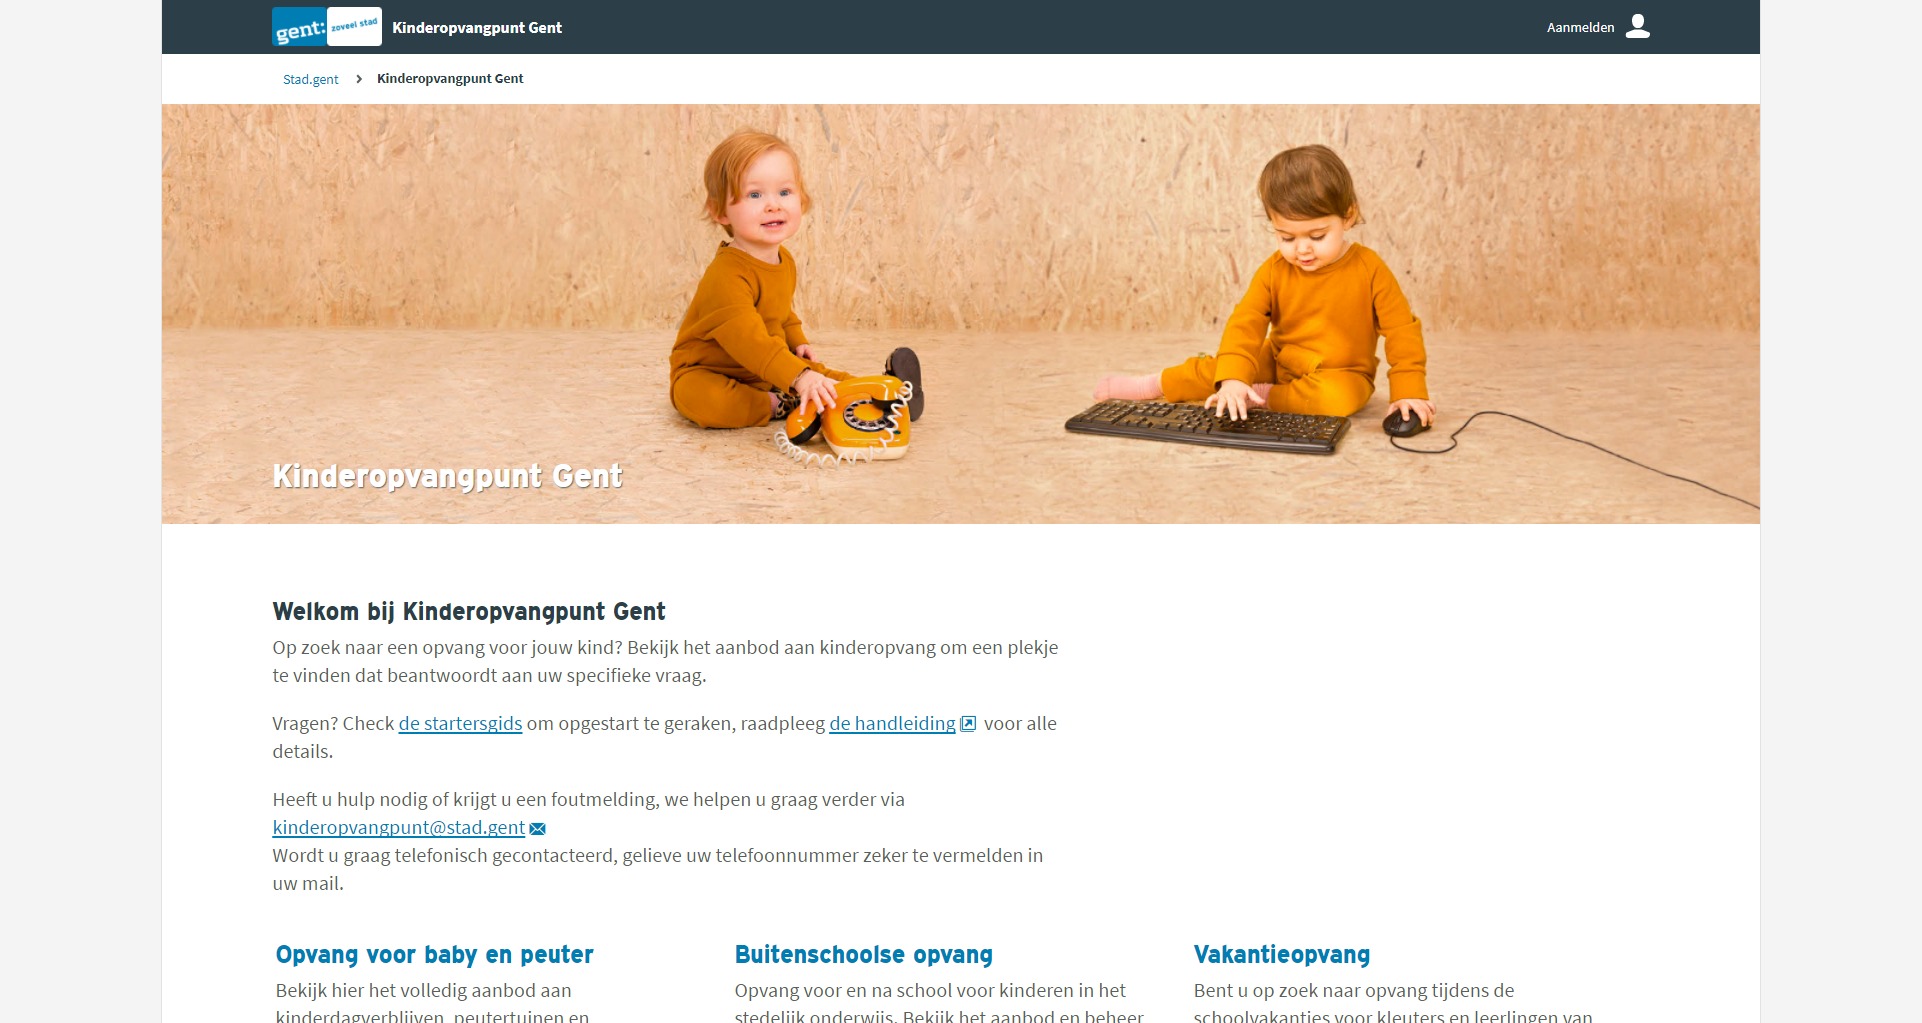 gent: zoveel stad
Kinderopvangpunt Gent
Aanmelden
Stad.gent > Kinderopvangpunt Gent
Kinderopvangpunt Gent
Welkom bij Kinderopvangpunt Gent
Op zoek naar een opvang voor jouw kind? Bekijk het aanbod aan kinderopvang om een plekje
te vinden dat beantwoordt aan uw specifieke vraag.
Vragen? Check de startersgids om opgestart te geraken, raadpleeg de handleiding voor alle
details.
Heeft u hulp nodig of krijgt u een foutmelding, we helpen u graag verder via
kinderopvangpunt@stad.gent
Wordt u graag telefonisch gecontacteerd, gelieve uw telefoonnummer zeker te vermelden in
uw mail.
Opvang voor baby en peuter
Bekijk hier het volledig aanbod aan
kinderdagverblijven, peutertuinen en
Buitenschoolse opvang
Opvang voor en na school voor kinderen in het
stedelijk onderwijs. Bekijk het aanbod en beheer
Vakantieopvang
Bent u op zoek naar opvang tijdens de
schoolvakanties voor kleuters en leerlingen van